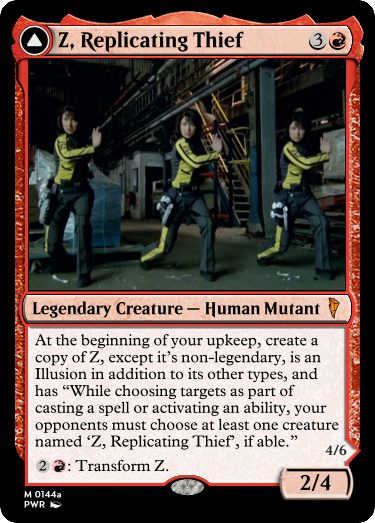 Z, Replicating Thief 3
Legendary Creature — Human Mutant
At the beginning of your upkeep, create a
copy of Z, except it's non-legendary, is an
Illusion in addition to its other types, and
has “While choosing targets as part of
casting a spell or activating an ability, your
opponents must choose at least one creature
named ‘Z, Replicating Thief’, if able.”
4/6
2 : Transform Z.
2/4
M 0144a
PWR